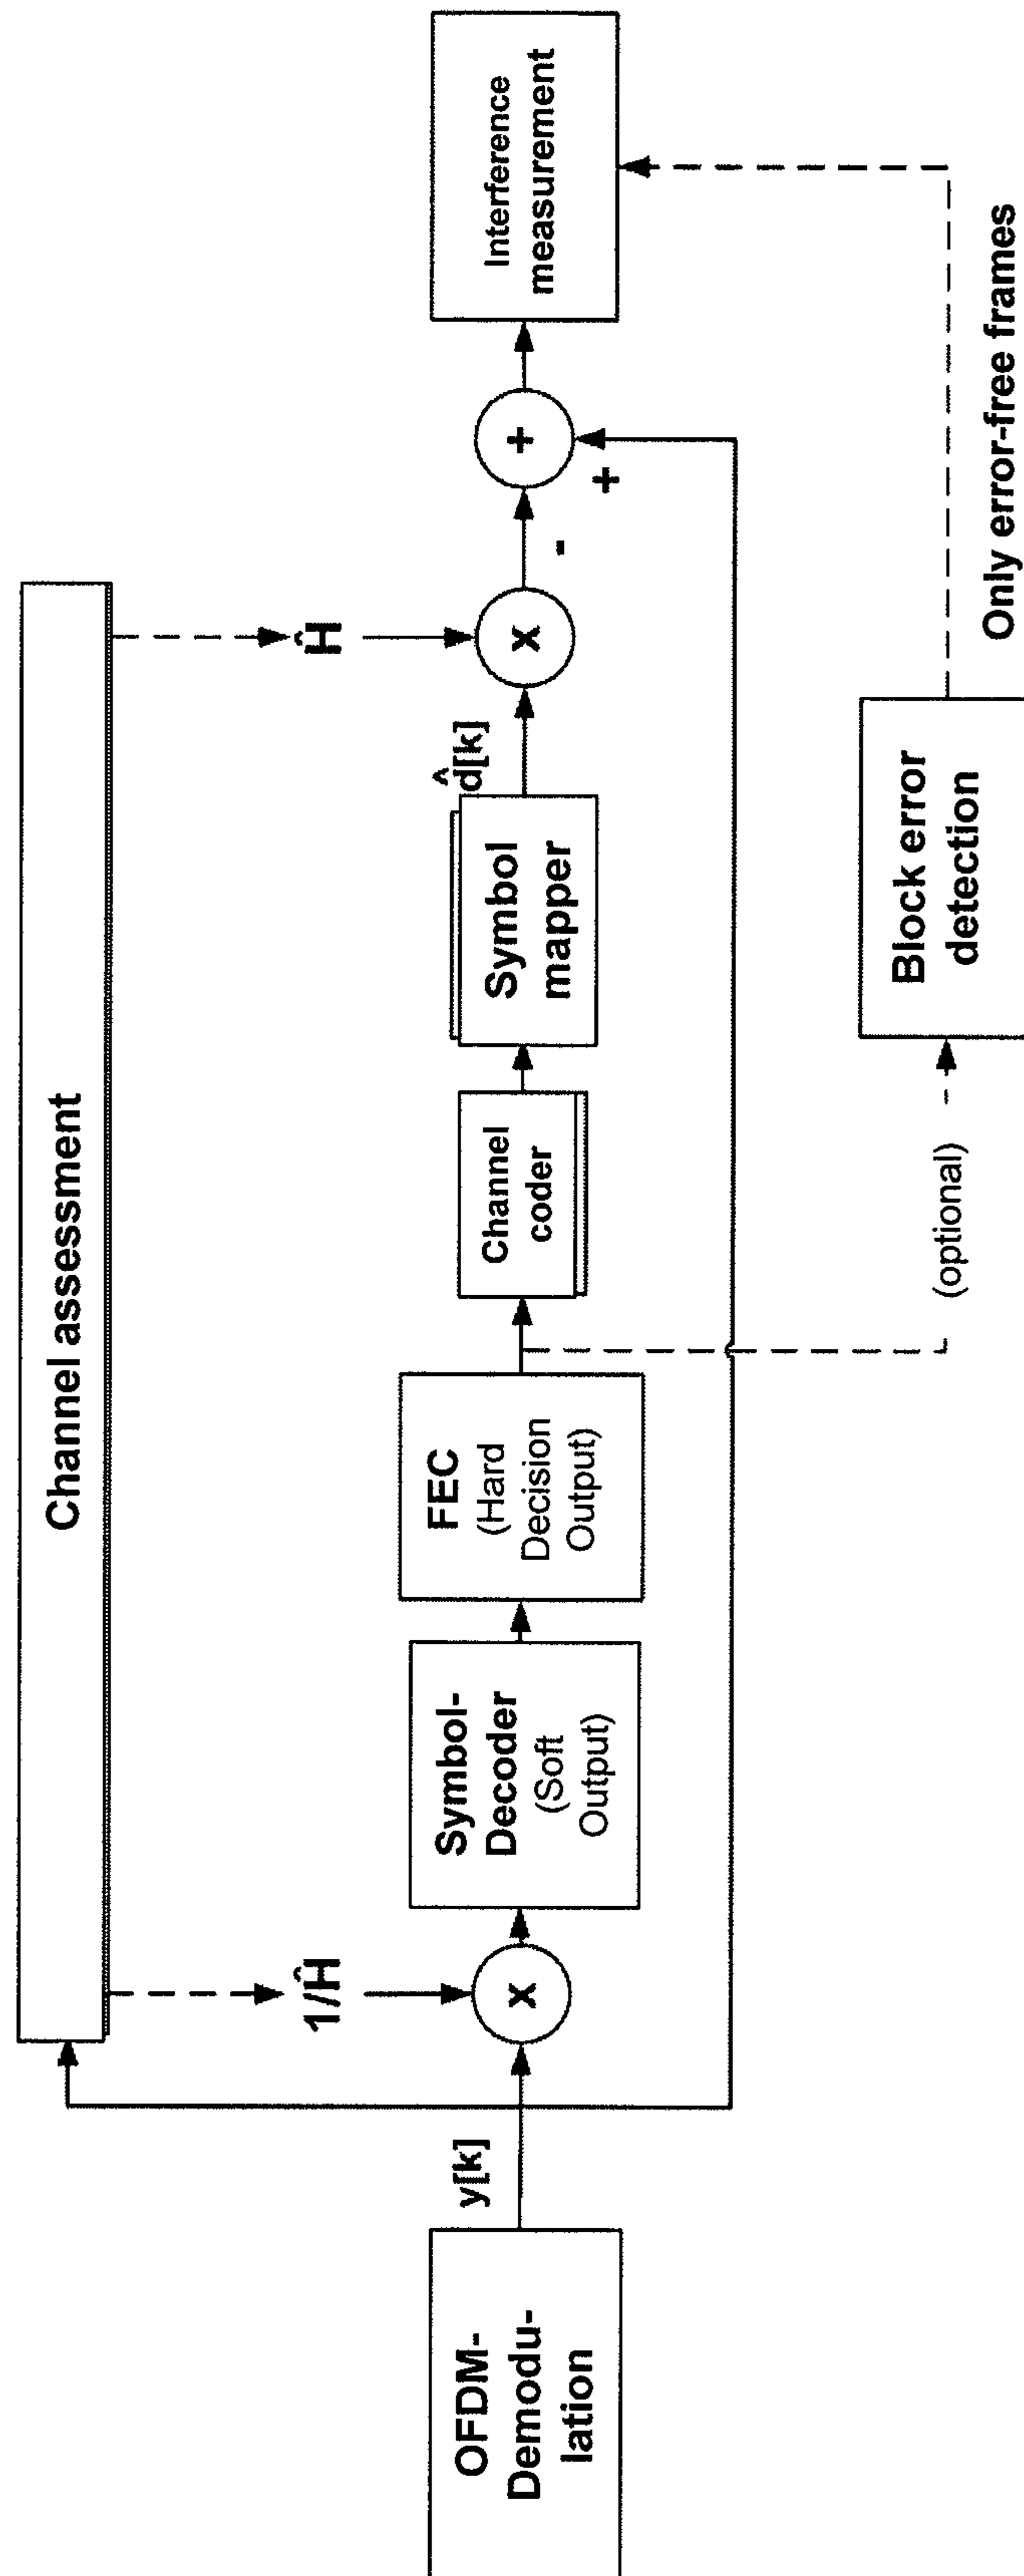 Channel assessment
1/Ĥ
Ĥ
OFDM-
Demodu-
lation
y[k]
x
Symbol-
Decoder
(Soft
Output)
FEC
(Hard
Decision
Output)
Channel
coder
Symbol
mapper
d̂[k]
x
-
+
+
Interference
measurement
(optional)
Block error
detection
Only error-free frames